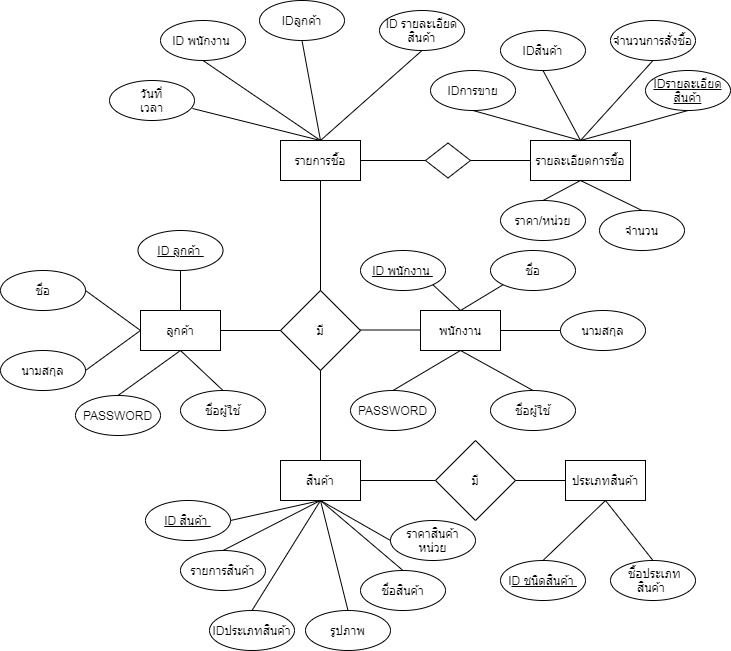 IDลูกค้า
ID รายละเอียด
สินค้า
ID พนักงาน
จำนวนการสั่งซื้อ
IDสินค้า
IDการขาย
IDรายละเอียด
สินค้า
วันที่
เวลา
รายการซื้อ
รายละเอียดการซื้อ
ราคา/หน่วย
จำนวน
ID ลูกค้า
ID พนักงาน
ชื่อ
ชื่อ
ลูกค้า
มี
พนักงาน
นามสกุล
นามสกุล
PASSWORD
ชื่อผู้ใช้
PASSWORD
ชื่อผู้ใช้
สินค้า
มี
ประเภทสินค้า
ID สินค้า
ราคาสินค้า
หน่วย
รายการสินค้า
ชื่อสินค้า
ID ชนิดสินค้า
ชื่อประเภท
สินค้า
IDประเภทสินค้า
รูปภาพ